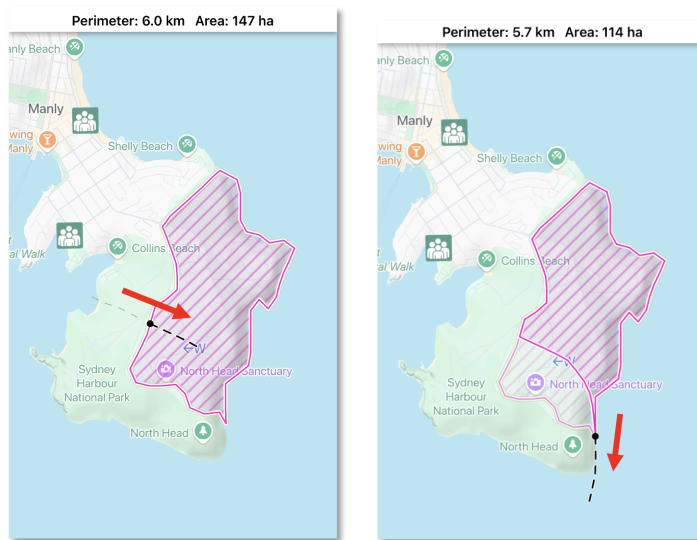 Perimeter: 6.0 km Area: 147 ha
anly Beach
Manly
wing
Manly
Shelly Beach
Collins Beach
t
al Walk
W
North Head Sanctuary
Sydney
Harbour
National Park
North Head
Perimeter: 5.7 km Area: 114 ha
anly Beach
Manly
wing
Manly
Shelly Beach
Collins Beach
t
al Walk
W
North Head Sanctuary
Sydney
Harbour
National Park
North Head